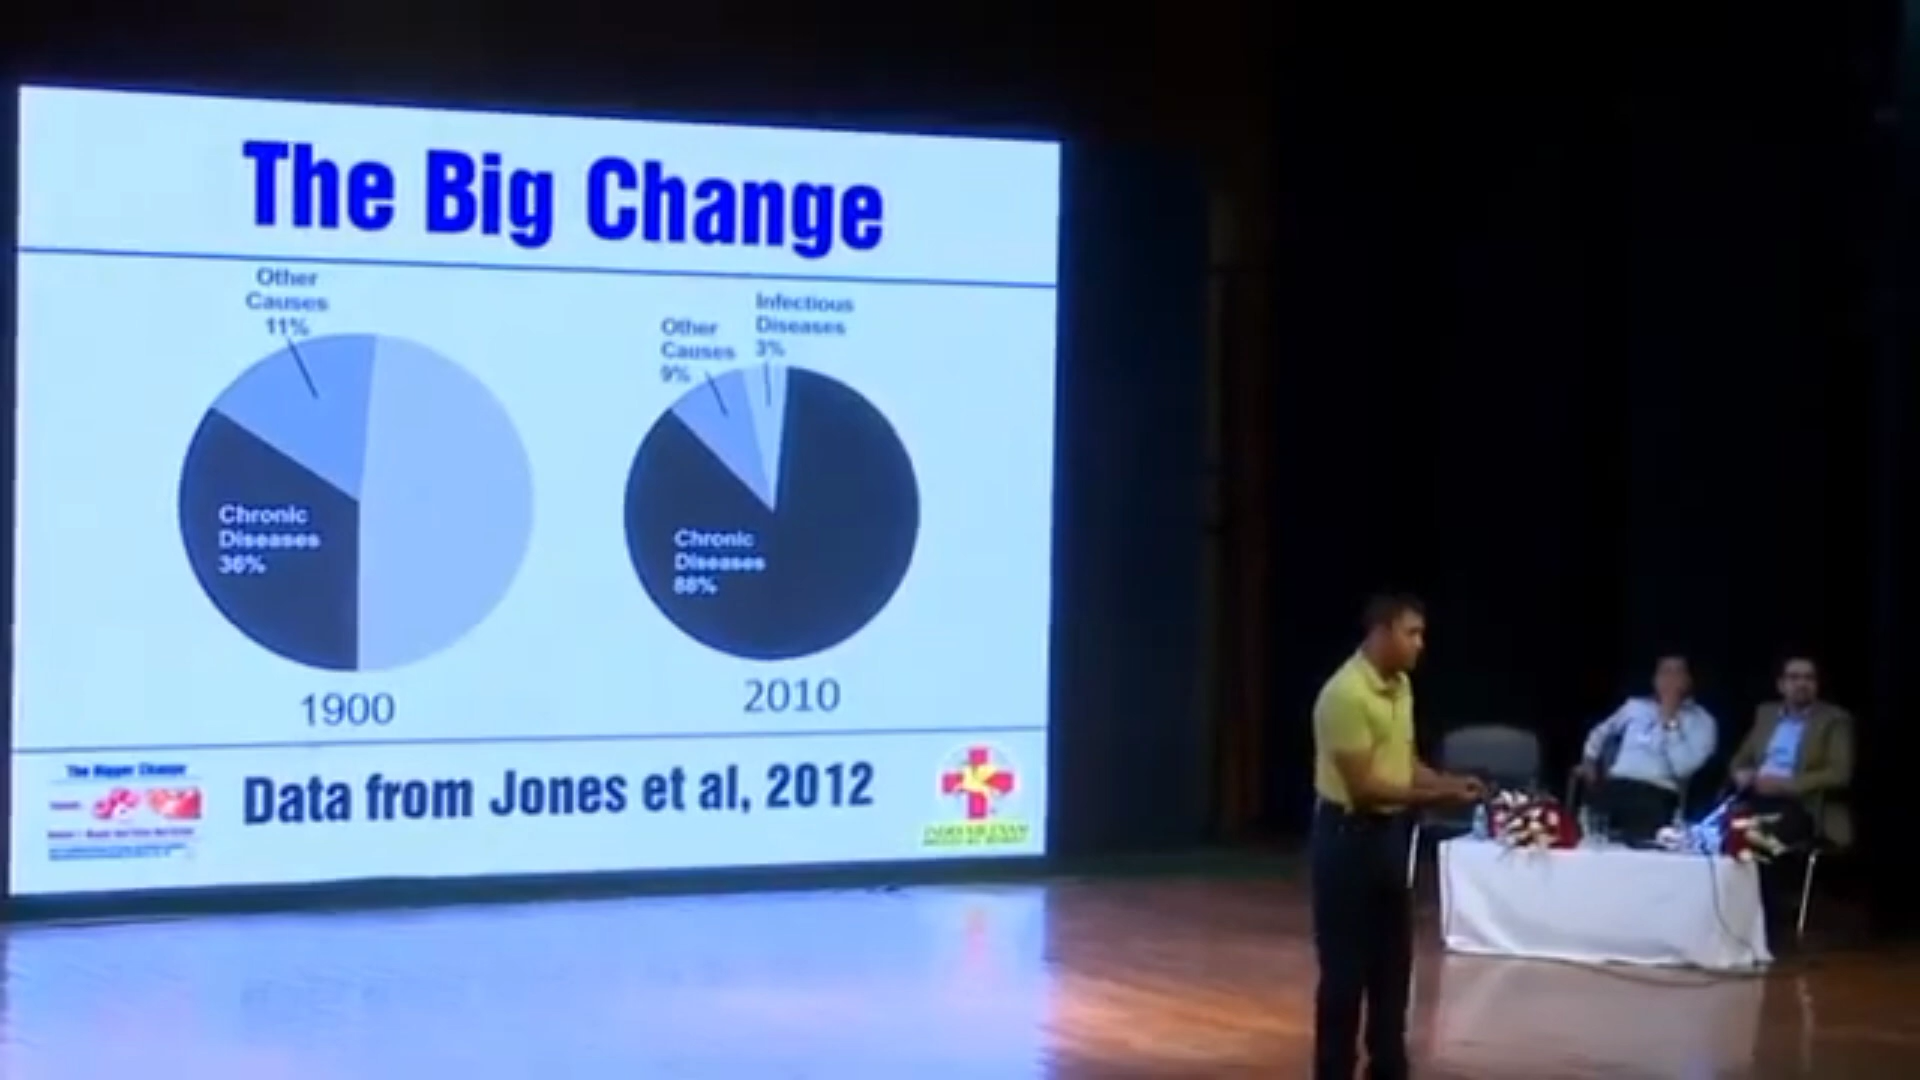 The Big Change
Other
Causes
11%
Chronic
Diseases
36%
1900
Other
Causes
9%
Infectious
Diseases
3%
Chronic
Diseases
88%
2010
The Bigger Change
Data from Jones et al, 2012